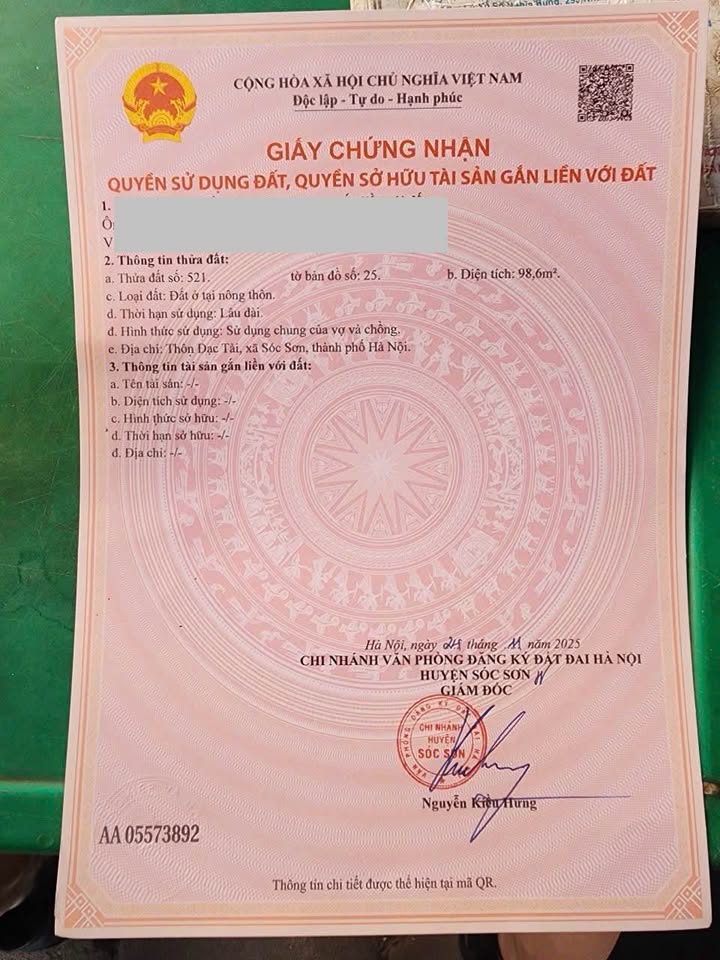 CỘNG HÒA XÃ HỘI CHỦ NGHĨA VIỆT NAM
Độc lập - Tự do - Hạnh phúc
GIẤY CHỨNG NHẬN
QUYỀN SỬ DỤNG ĐẤT, QUYỀN SỞ HỮU TÀI SẢN GẮN LIỀN VỚI ĐẤT
1.
2. Thông tin thửa đất:
a. Thửa đất số: 521. tờ bản đồ số: 25. b. Diện tích: 98,6m².
c. Loại đất: Đất ở tại nông thôn.
d. Thời hạn sử dụng: Lâu dài.
đ. Hình thức sử dụng: Sử dụng chung của vợ và chồng.
e. Địa chỉ: Thôn Dạc Tài, xã Sóc Sơn, thành phố Hà Nội.
3. Thông tin tài sản gắn liền với đất:
a. Tên tài sản: -/-
b. Diện tích sử dụng: -/-
c. Hình thức sở hữu: -/-
d. Thời hạn sở hữu: -/-
đ. Địa chỉ: -/-
Hà Nội, ngày tháng 11 năm 2025
CHI NHÁNH VĂN PHÒNG ĐĂNG KÝ ĐẤT ĐAI HÀ NỘI
HUYỆN SÓC SƠN
GIÁM ĐỐC
CHI NHÁNH
HUYỆN
SÓC SƠN
Nguyễn Kiều Hưng
AA 05573892
Thông tin chi tiết được thể hiện tại mã QR.